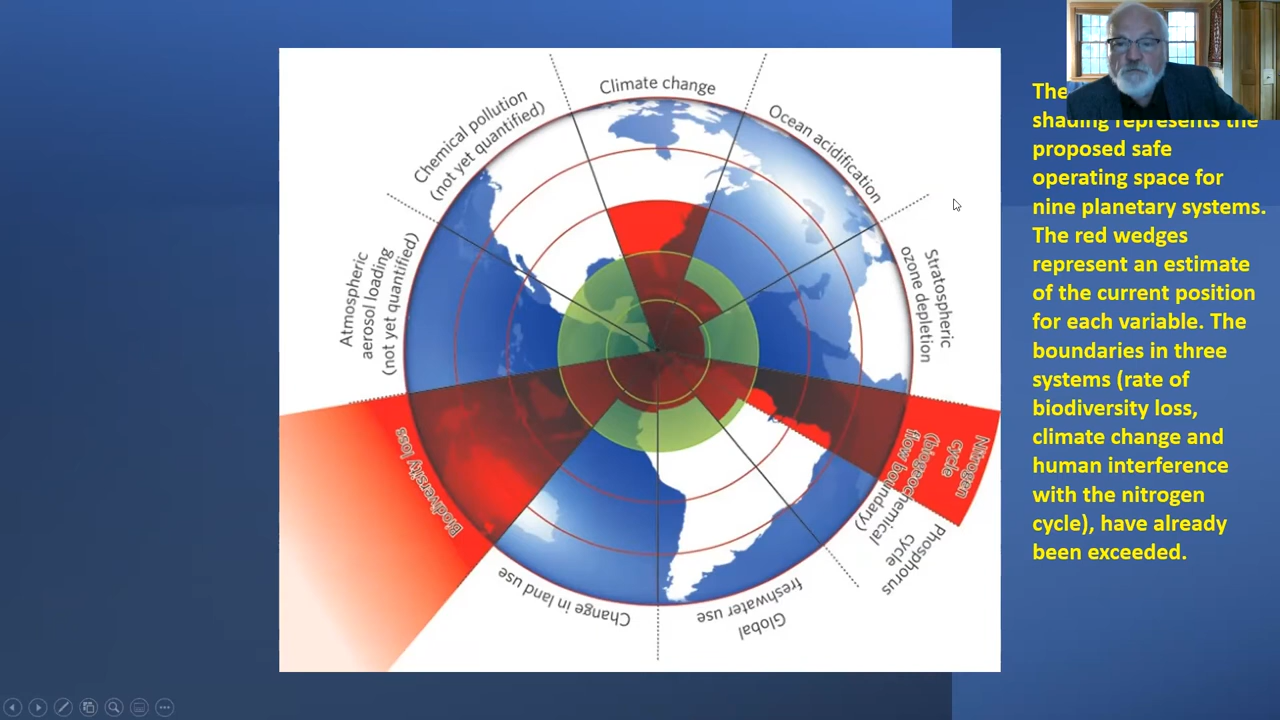 Climate change
Ocean acidification
Stratospheric
ozone depletion
Nitrogen
cycle
(biogeochemical
flow boundary)
Phosphorus
cycle
Global
freshwater use
Change in land use
Biodiversity loss
Atmospheric
aerosol loading
(not yet quantified)
Chemical pollution
(not yet quantified)
The
shading represents the
proposed safe
operating space for
nine planetary systems.
The red wedges
represent an estimate
of the current position
for each variable. The
boundaries in three
systems (rate of
biodiversity loss,
climate change and
human interference
with the nitrogen
cycle), have already
been exceeded.